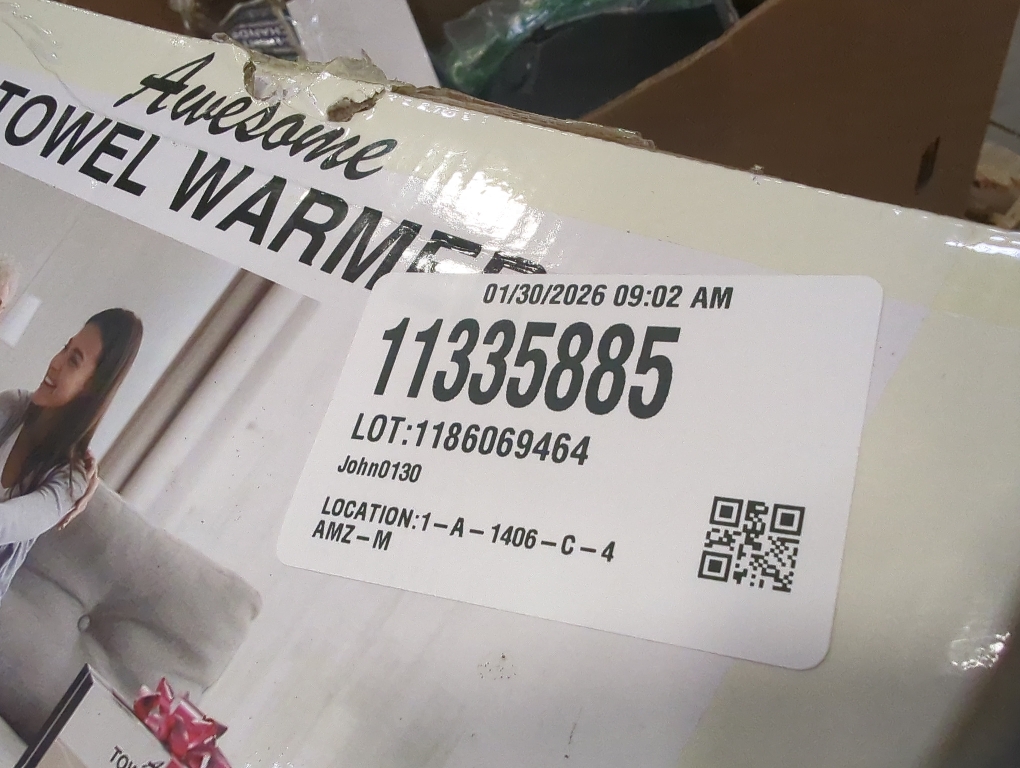 Awesome
TOWEL WARMER
01/30/2026 09:02 AM
11335885
LOT:1186069464
John0130
LOCATION:1-A-1406-C-4
AMZ-M